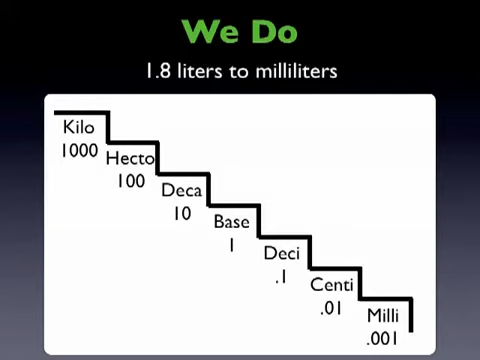 We Do
1.8 liters to milliliters
Kilo
1000
Hecto
100
Deca
10
Base
1
Deci
.1
Centi
.01
Milli
.001